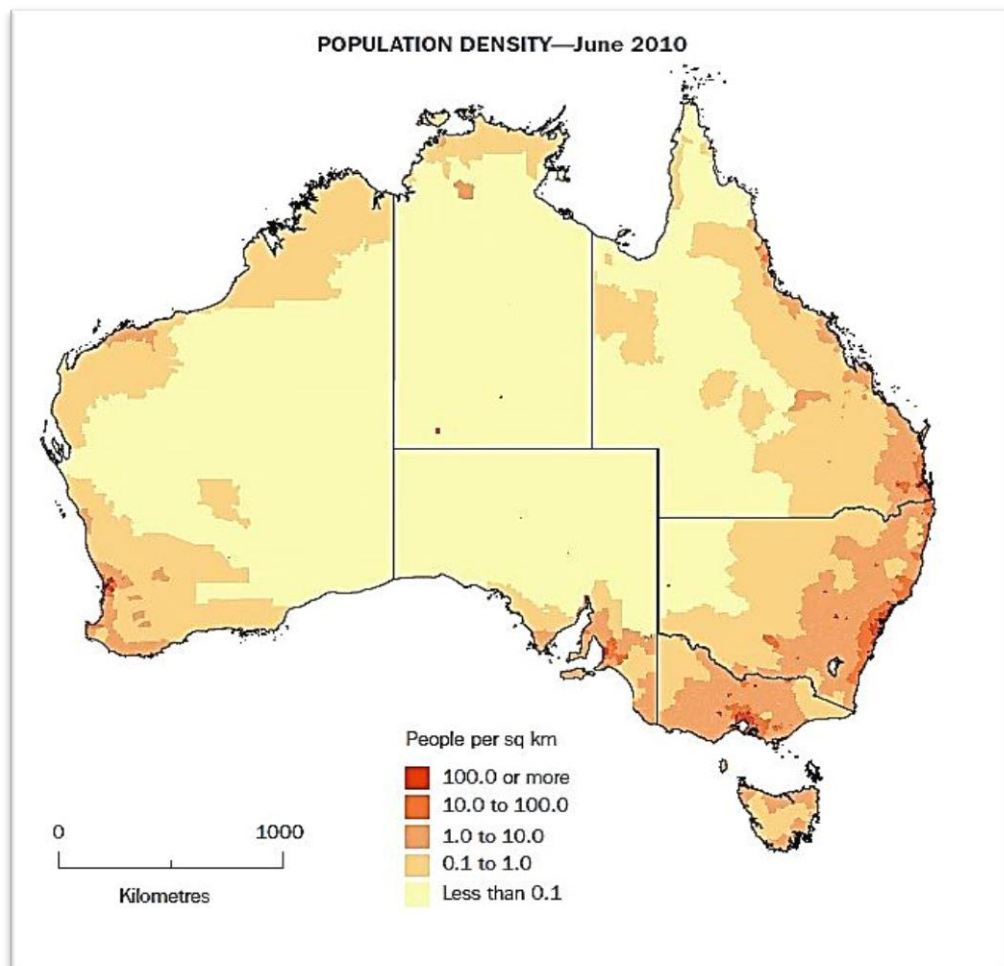 POPULATION DENSITY—June 2010
People per sq km
100.0 or more
10.0 to 100.0
1.0 to 10.0
0.1 to 1.0
Less than 0.1
0 1000
Kilometres